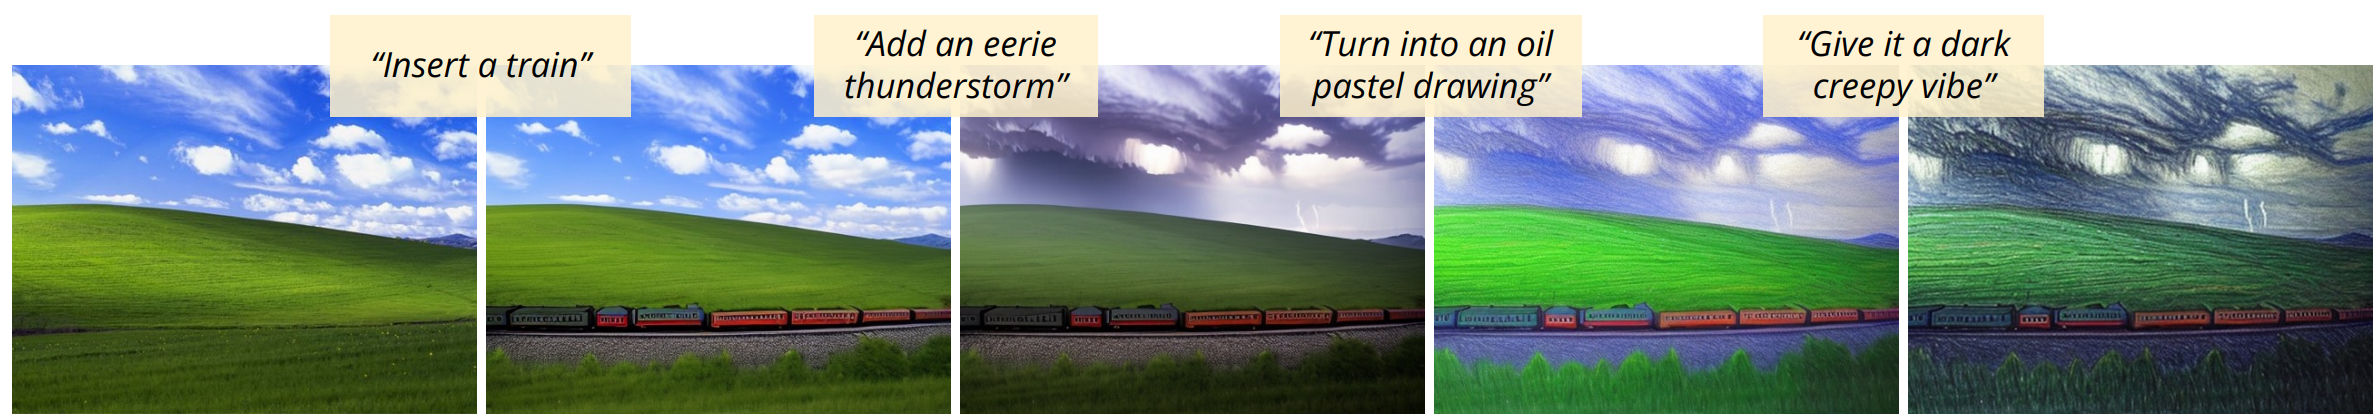 “Insert a train”
“Add an eerie
thunderstorm”
“Turn into an oil
pastel drawing”
“Give it a dark
creepy vibe”